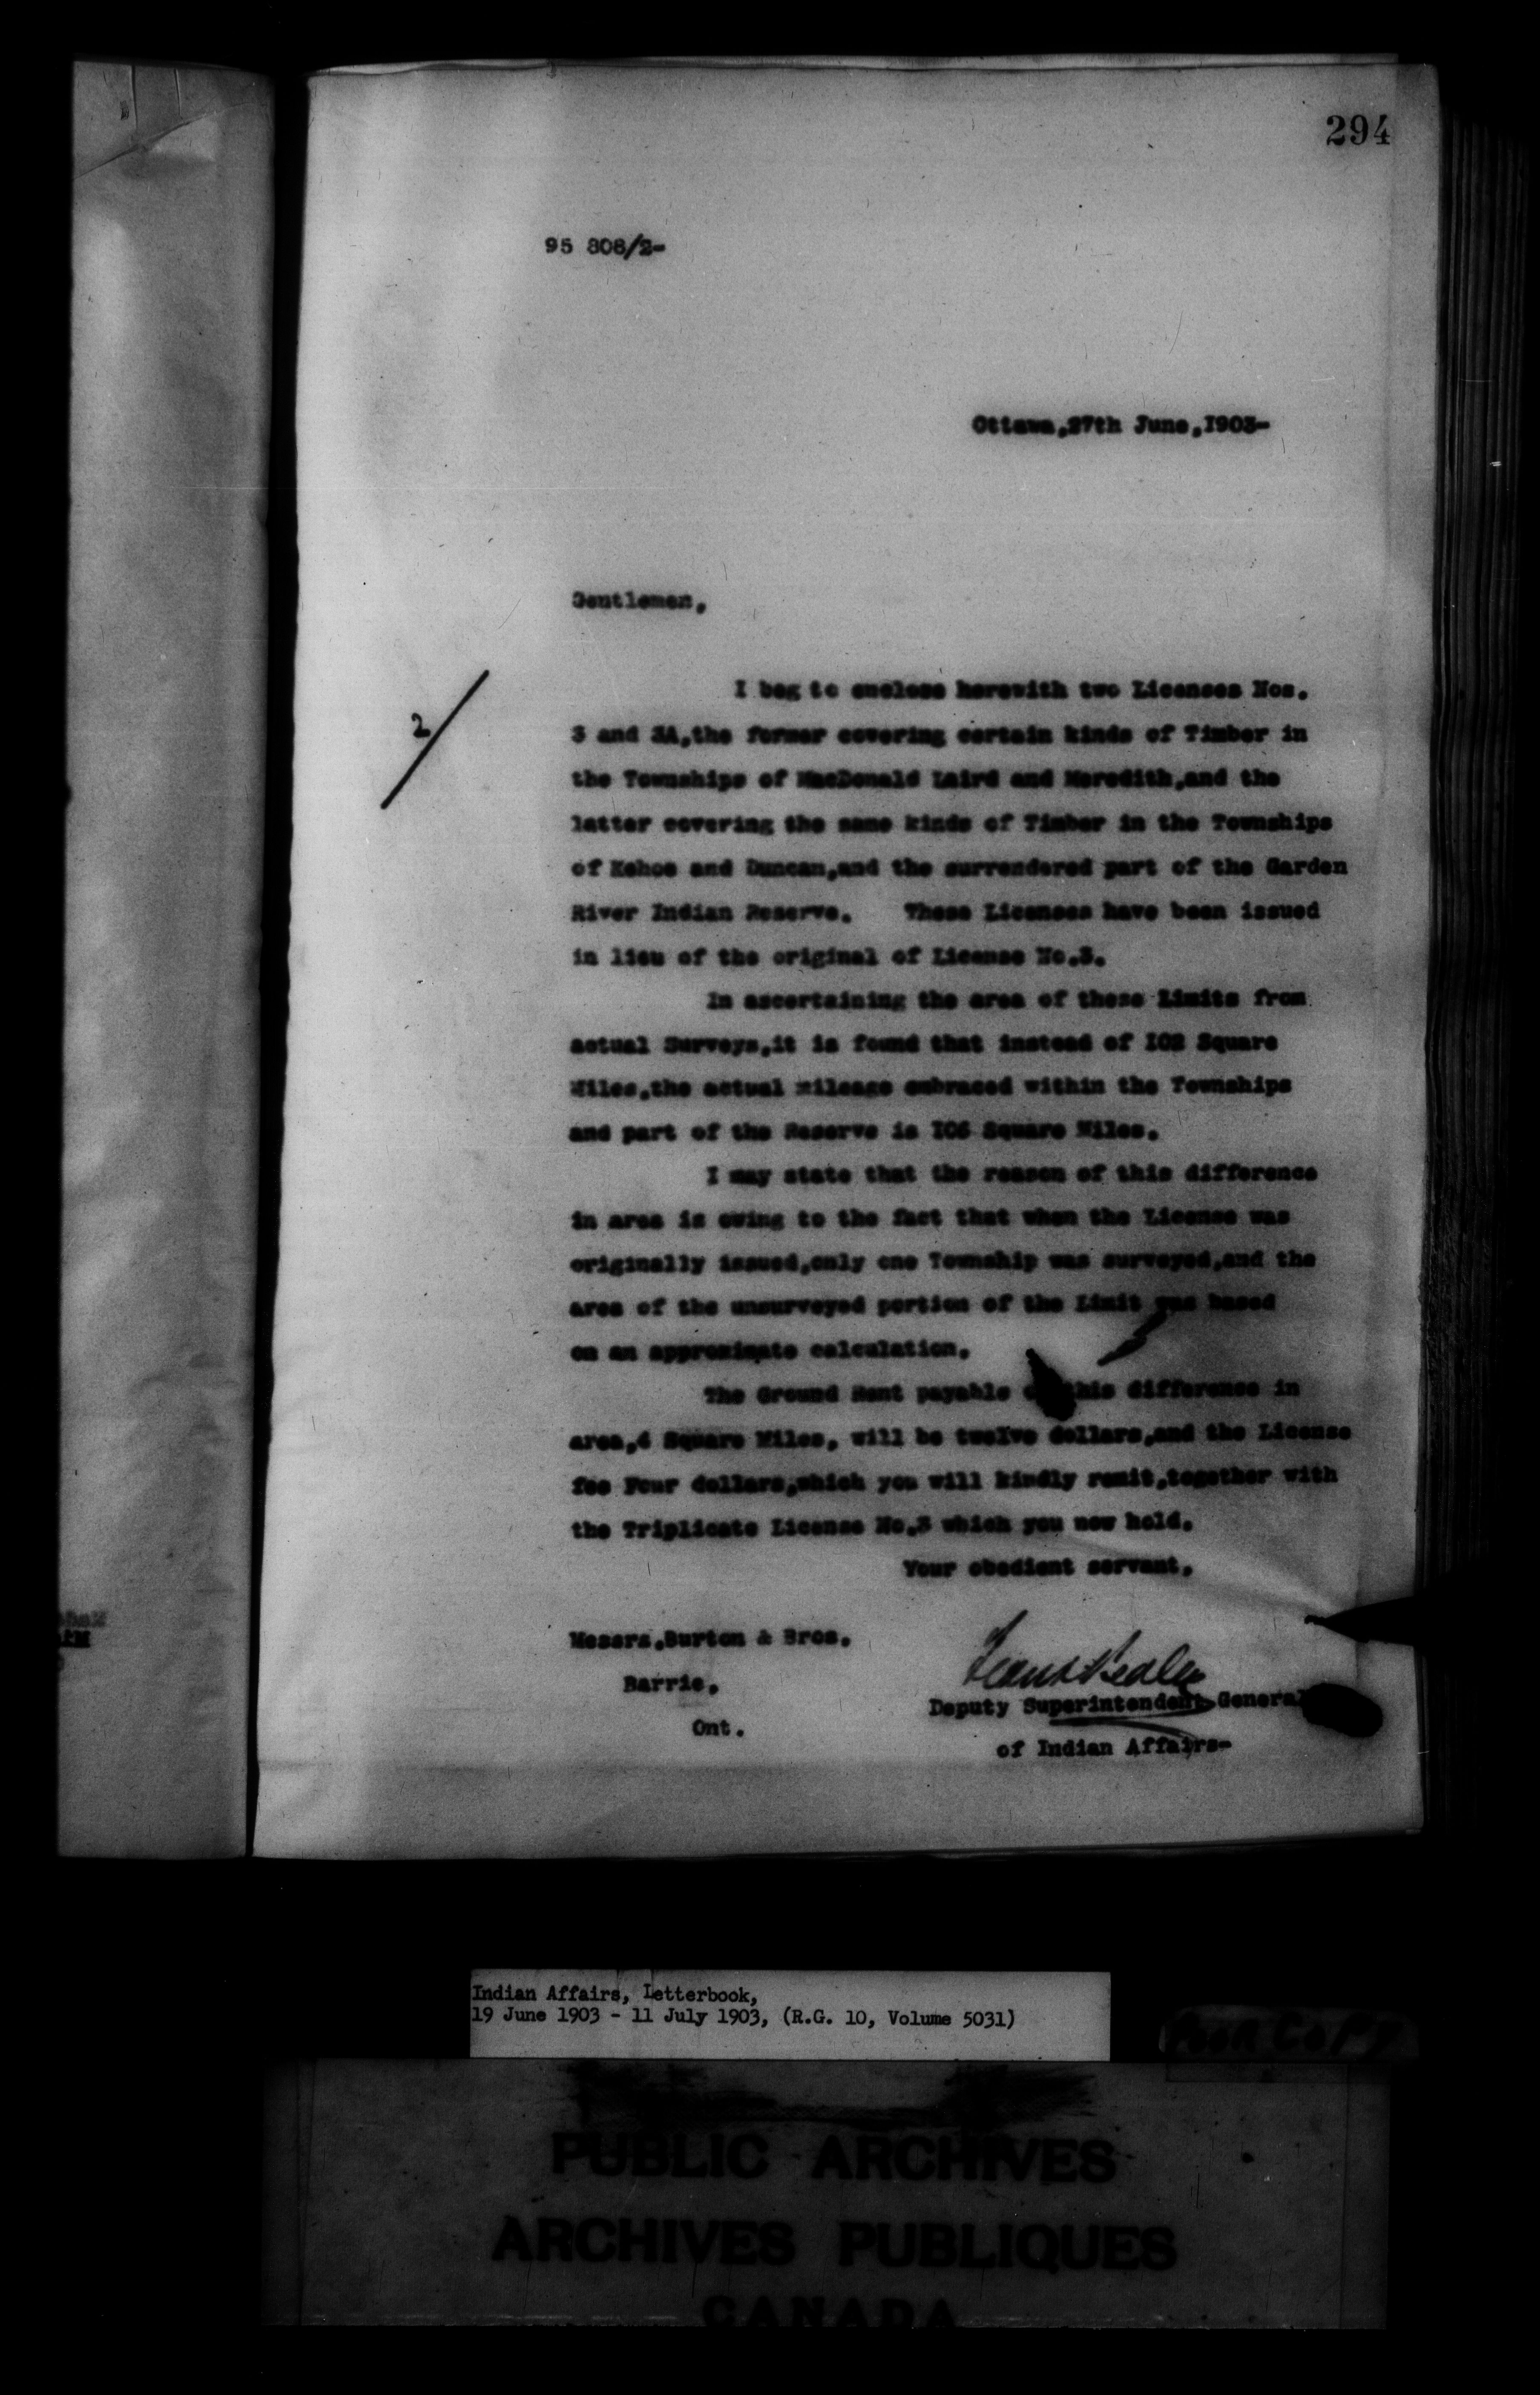 294
95 808/2-
Ottawa,27th June,1903-
Gentlemen,
2/
I beg to enclose herewith two Licenses Nos.
3 and 3A,the former covering certain kinds of Timber in
the Townships of MacDonald Laird and Meredith,and the
latter covering the same kinds of Timber in the Townships
of Kehoe and Duncan,and the surrendered part of the Garden
River Indian Reserve. These Licenses have been issued
in lieu of the original of License No.3.
In ascertaining the area of these Limits from
actual Surveys,it is found that instead of I02 Square
Miles,the actual mileage embraced within the Townships
and part of the Reserve is I06 Square Miles.
I may state that the reason of this difference
in area is owing to the fact that when the License was
originally issued,only one Township was surveyed,and the
area of the unsurveyed portion of the Limit was based
on an approximate calculation.
The Ground Rent payable on this difference in
area,4 Square Miles, will be twelve dollars,and the License
fee Four dollars,which you will kindly remit,together with
the Triplicate License No.3 which you now hold.
Your obedient servant,
Messrs.Burton & Bros.
Barrie,
Ont.
Frank Pedley
Deputy Superintendent General
of Indian Affairs-
Indian Affairs, Letterbook,
19 June 1903 - 11 July 1903, (R.G. 10, Volume 5031)
POOR COPY
PUBLIC ARCHIVES
ARCHIVES PUBLIQUES
CANADA